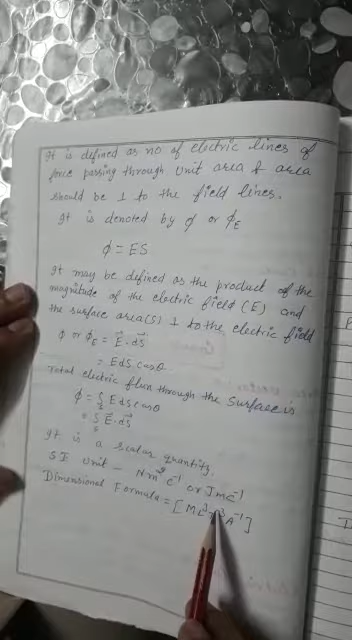 It is defined as no of electric lines of
force passing through unit area & area
should be ⊥ to the field lines.
It is denoted by φ or φE
φ = ES
It may be defined as the product of the
magnitude of the electric field (E) and
the surface area(s) ⊥ to the electric field
φ or φE = E⃗.ds⃗
= E ds cosθ
Total electric flux through the surface is
φ = ∫s E ds cosθ
= ∫s E⃗.ds⃗
It is a scalar quantity.
S.I unit - Nm² C⁻¹ or JmC⁻¹
Dimensional Formula = [ML³ A⁻¹]